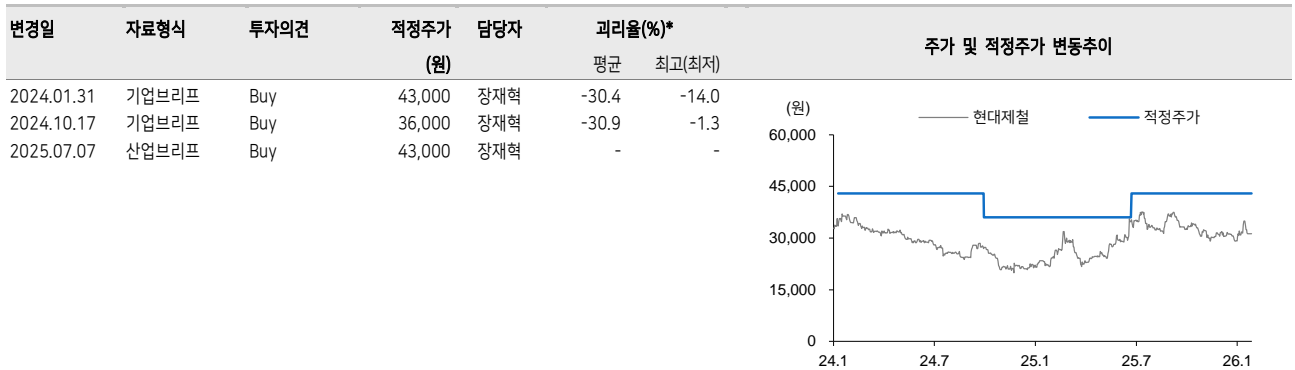 변경일 자료형식 투자의견 적정주가 담당자 괴리율(%)* 주가 및 적정주가 변동추이
(원) 평균 최고(최저)
2024.01.31 기업브리프 Buy 43,000 장재혁 -30.4 -14.0
2024.10.17 기업브리프 Buy 36,000 장재혁 -30.9 -1.3
2025.07.07 산업브리프 Buy 43,000 장재혁 - -
(원) 현대제철 적정주가
60,000
45,000
30,000
15,000
0
24.1 24.7 25.1 25.7 26.1